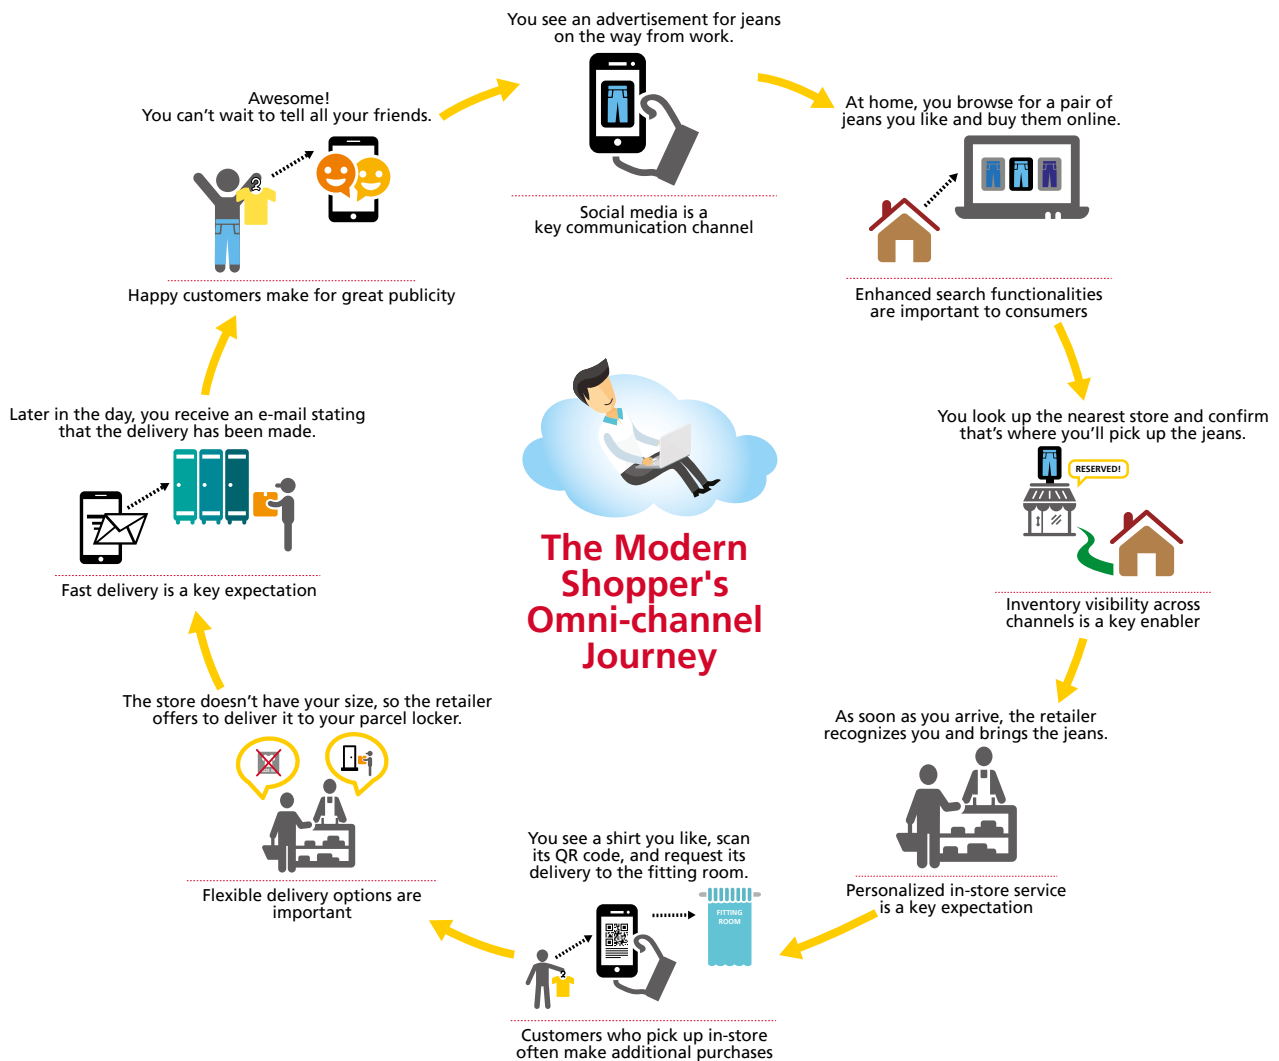 You see an advertisement for jeans
on the way from work.
Social media is a
key communication channel
At home, you browse for a pair of
jeans you like and buy them online.
Enhanced search functionalities
are important to consumers
You look up the nearest store and confirm
that’s where you’ll pick up the jeans.
RESERVED!
Inventory visibility across
channels is a key enabler
As soon as you arrive, the retailer
recognizes you and brings the jeans.
Personalized in-store service
is a key expectation
You see a shirt you like, scan
its QR code, and request its
delivery to the fitting room.
FITTING
ROOM
2
Customers who pick up in-store
often make additional purchases
The store doesn’t have your size, so the retailer
offers to deliver it to your parcel locker.
Flexible delivery options are
important
Later in the day, you receive an e-mail stating
that the delivery has been made.
Fast delivery is a key expectation
Awesome!
You can’t wait to tell all your friends.
2
Happy customers make for great publicity
The Modern
Shopper's
Omni-channel
Journey